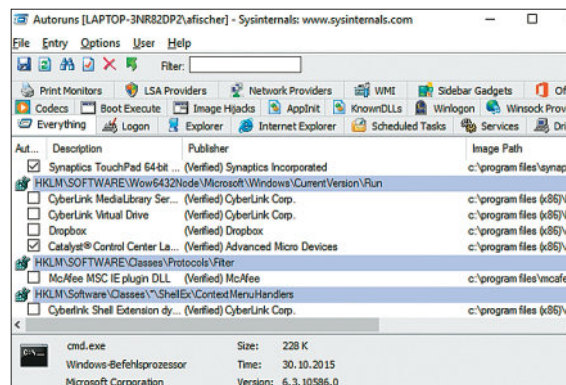 Autoruns [LAPTOP-3NR82DP2\afischer] - Sysinternals: www.sysinternals.com
File Entry Options User Help
Filter:
Print Monitors LSA Providers Network Providers WMI Sidebar Gadgets Of
Codecs Boot Execute Image Hijacks AppInit KnownDLLs Winlogon Winsock Prov
Everything Logon Explorer Internet Explorer Scheduled Tasks Services Dri
Aut... Description Publisher Image Path
Synaptics TouchPad 64-bit ... (Verified) Synaptics Incorporated c:\program files\synap
HKLM\SOFTWARE\Wow6432Node\Microsoft\Windows\CurrentVersion\Run
CyberLink MediaLibrary Ser... (Verified) CyberLink Corp. c:\program files (x86)\
CyberLink Virtual Drive (Verified) CyberLink Corp. c:\program files (x86)\
Dropbox (Verified) Dropbox c:\program files (x86)\
Catalyst® Control Center La... (Verified) Advanced Micro Devices c:\program files (x86)\
HKLM\SOFTWARE\Classes\Protocols\Filter
McAfee MSC IE plugin DLL (Verified) McAfee c:\program files\mcafe
HKLM\Software\Classes\*\ShellEx\ContextMenuHandlers
Cyberlink Shell Extension dy... (Verified) CyberLink Corp. c:\program files (x86)\
cmd.exe Size: 228 K
Windows-Befehlsprozessor Time: 30.10.2015
Microsoft Corporation Version: 6.3.10586.0